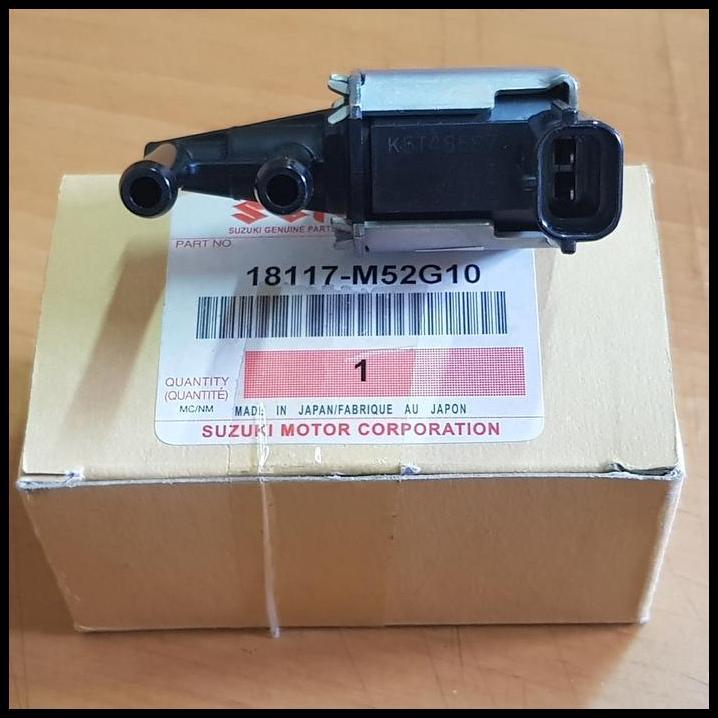 SUZUKI GENUINE PARTS
PART NO
18117-M52G10
QUANTITY
(QUANTITÉ)
1
MC/NM
MADE IN JAPAN/FABRIQUE AU JAPON
SUZUKI MOTOR CORPORATION